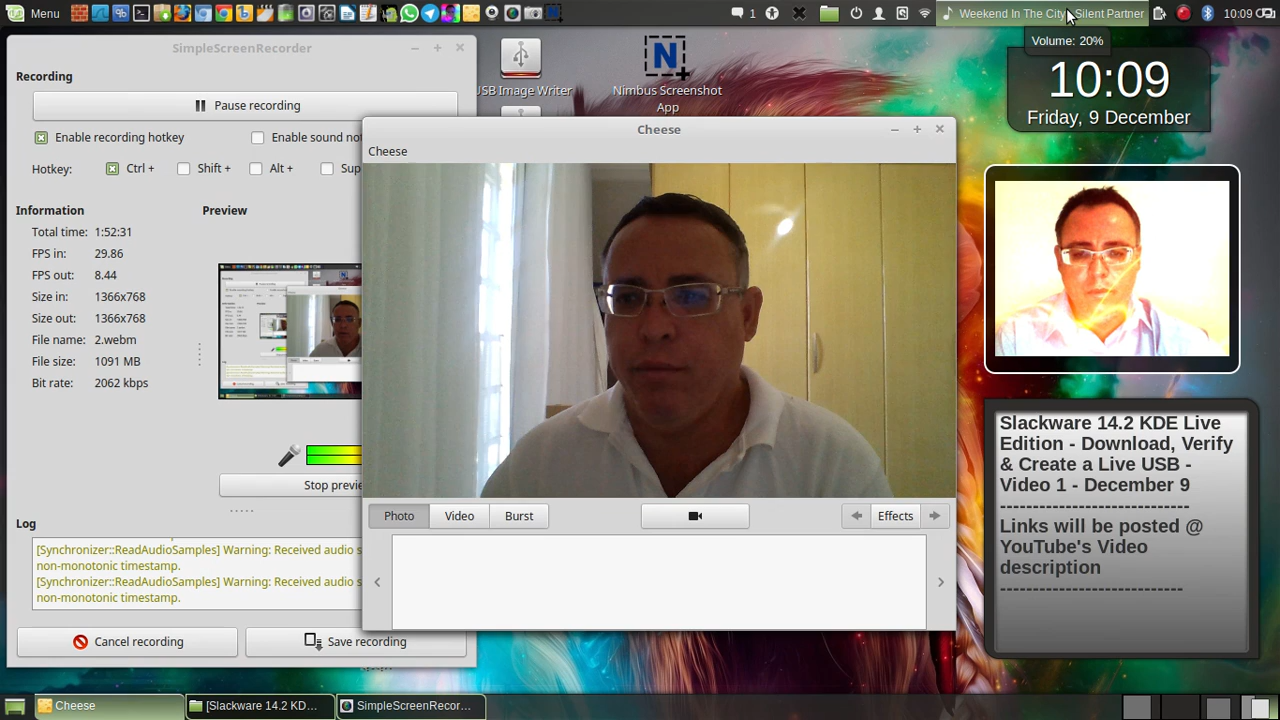 Menu
1
Weekend In The City - Silent Partner
10:09
Volume: 20%
10:09
Friday, 9 December
SimpleScreenRecorder
Recording
Pause recording
Enable recording hotkey
Enable sound not
Hotkey:
Ctrl +
Shift +
Alt +
Sup
Information
Preview
Total time: 1:52:31
FPS in: 29.86
FPS out: 8.44
Size in: 1366x768
Size out: 1366x768
File name: 2.webm
File size: 1091 MB
Bit rate: 2062 kbps
Stop previe
Log
[Synchronizer::ReadAudioSamples] Warning: Received audio s
non-monotonic timestamp.
[Synchronizer::ReadAudioSamples] Warning: Received audio s
non-monotonic timestamp.
Cancel recording
Save recording
USB Image Writer
Nimbus Screenshot
App
Cheese
Cheese
Photo
Video
Burst
Effects
Slackware 14.2 KDE Live
Edition - Download, Verify
& Create a Live USB -
Video 1 - December 9
----------------------------
Links will be posted @
YouTube's Video
description
---------------------------
Cheese
[Slackware 14.2 KD...
SimpleScreenRecor...